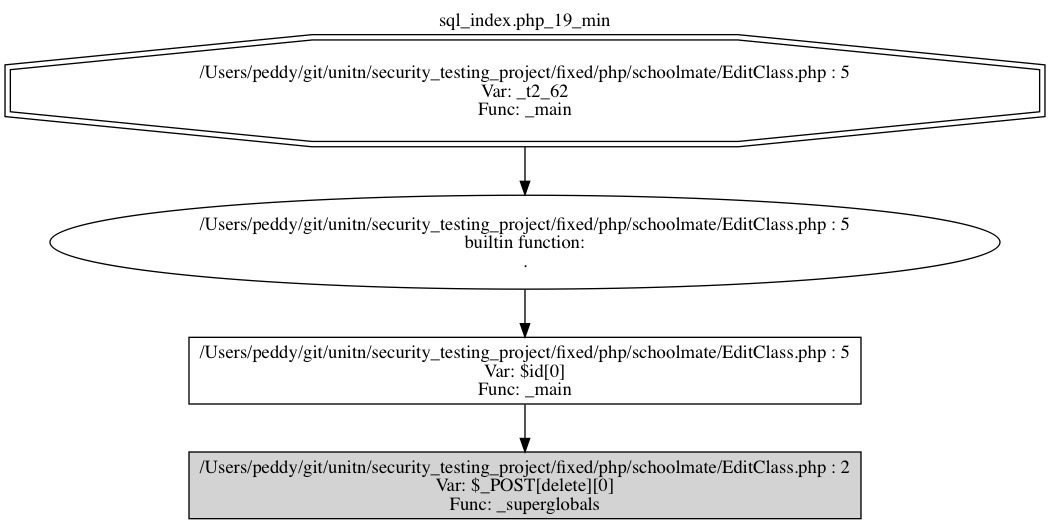 sql_index.php_19_min
/Users/peddy/git/unitn/security_testing_project/fixed/php/schoolmate/EditClass.php : 5
Var: _t2_62
Func: _main
/Users/peddy/git/unitn/security_testing_project/fixed/php/schoolmate/EditClass.php : 5
builtin function:
.
/Users/peddy/git/unitn/security_testing_project/fixed/php/schoolmate/EditClass.php : 5
Var: $id[0]
Func: _main
/Users/peddy/git/unitn/security_testing_project/fixed/php/schoolmate/EditClass.php : 2
Var: $_POST[delete][0]
Func: _superglobals